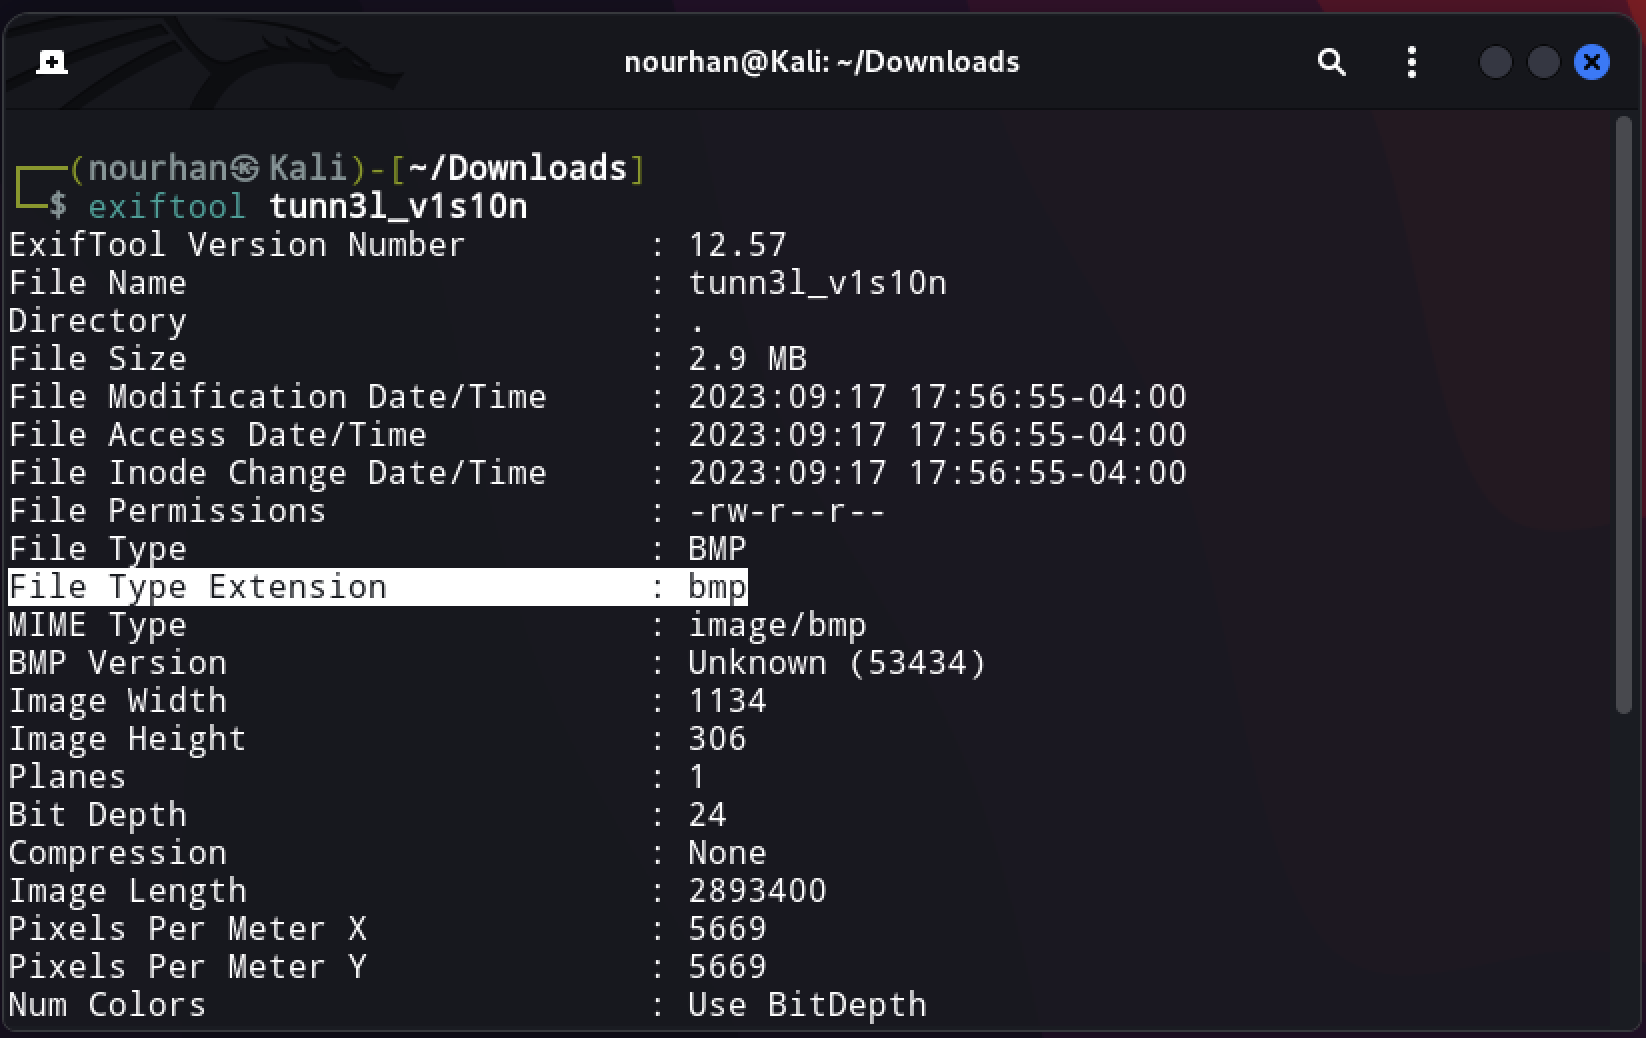 nourhan@Kali: ~/Downloads
(nourhan㉿Kali)-[~/Downloads]
$ exiftool tunn3l_v1s10n
ExifTool Version Number : 12.57
File Name : tunn3l_v1s10n
Directory : .
File Size : 2.9 MB
File Modification Date/Time : 2023:09:17 17:56:55-04:00
File Access Date/Time : 2023:09:17 17:56:55-04:00
File Inode Change Date/Time : 2023:09:17 17:56:55-04:00
File Permissions : -rw-r--r--
File Type : BMP
File Type Extension : bmp
MIME Type : image/bmp
BMP Version : Unknown (53434)
Image Width : 1134
Image Height : 306
Planes : 1
Bit Depth : 24
Compression : None
Image Length : 2893400
Pixels Per Meter X : 5669
Pixels Per Meter Y : 5669
Num Colors : Use BitDepth